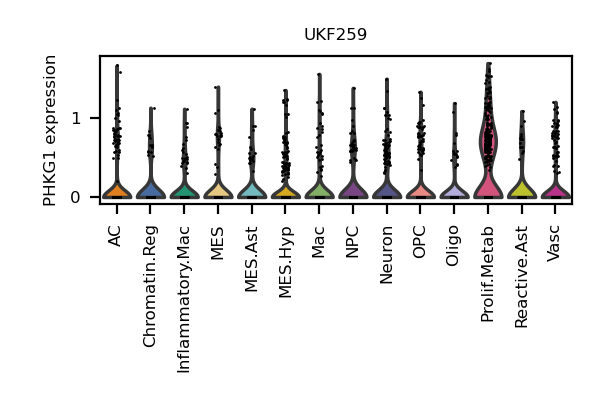 UKF259
PHKG1 expression
1
0
AC
Chromatin.Reg
Inflammatory.Mac
MES
MES.Ast
MES.Hyp
Mac
NPC
Neuron
OPC
Oligo
Prolif.Metab
Reactive.Ast
Vasc